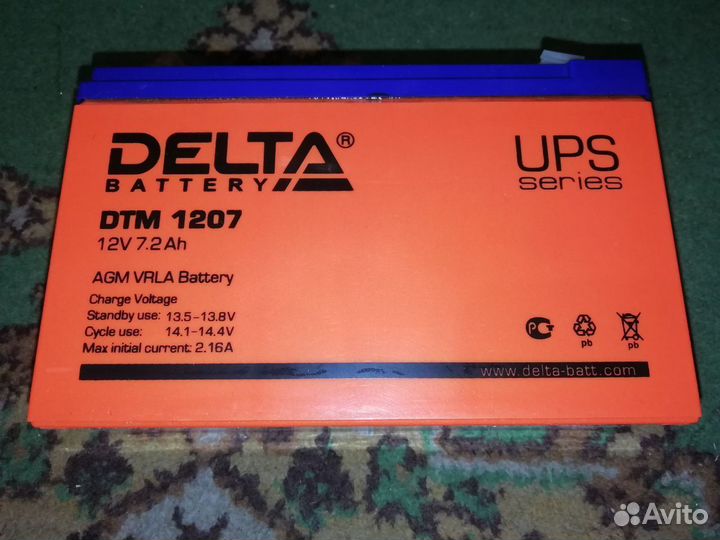 DELTA®
BATTERY
UPS
series
DTM 1207
12V 7.2Ah
AGM VRLA Battery
Charge Voltage
Standby use: 13.5-13.8V
Cycle use: 14.1-14.4V
Max initial current: 2.16A
РСТ
pb
pb
www.delta-batt.com
Avito